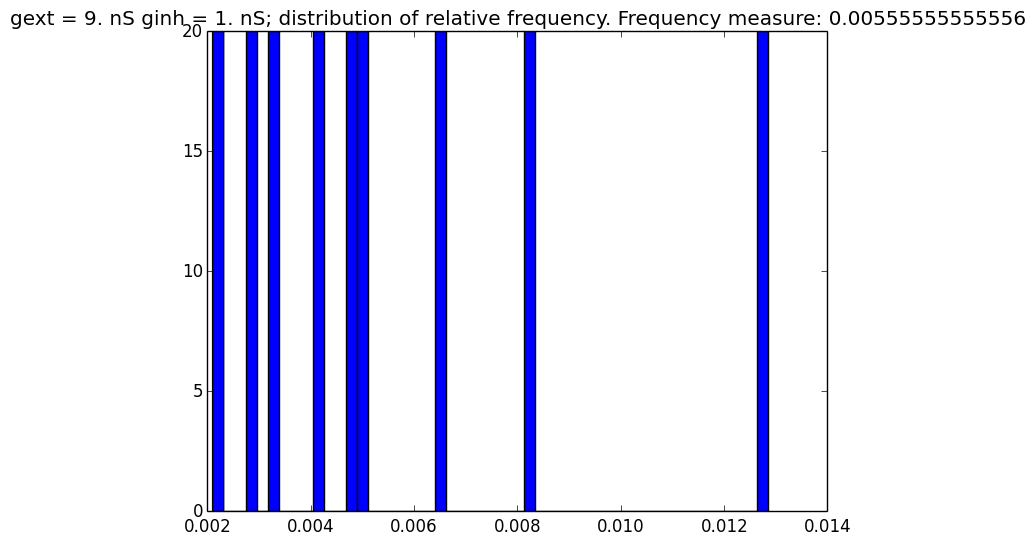 gext = 9. nS ginh = 1. nS; distribution of relative frequency. Frequency measure: 0.00555555555556
20
15
10
5
0
0.002 0.004 0.006 0.008 0.010 0.012 0.014